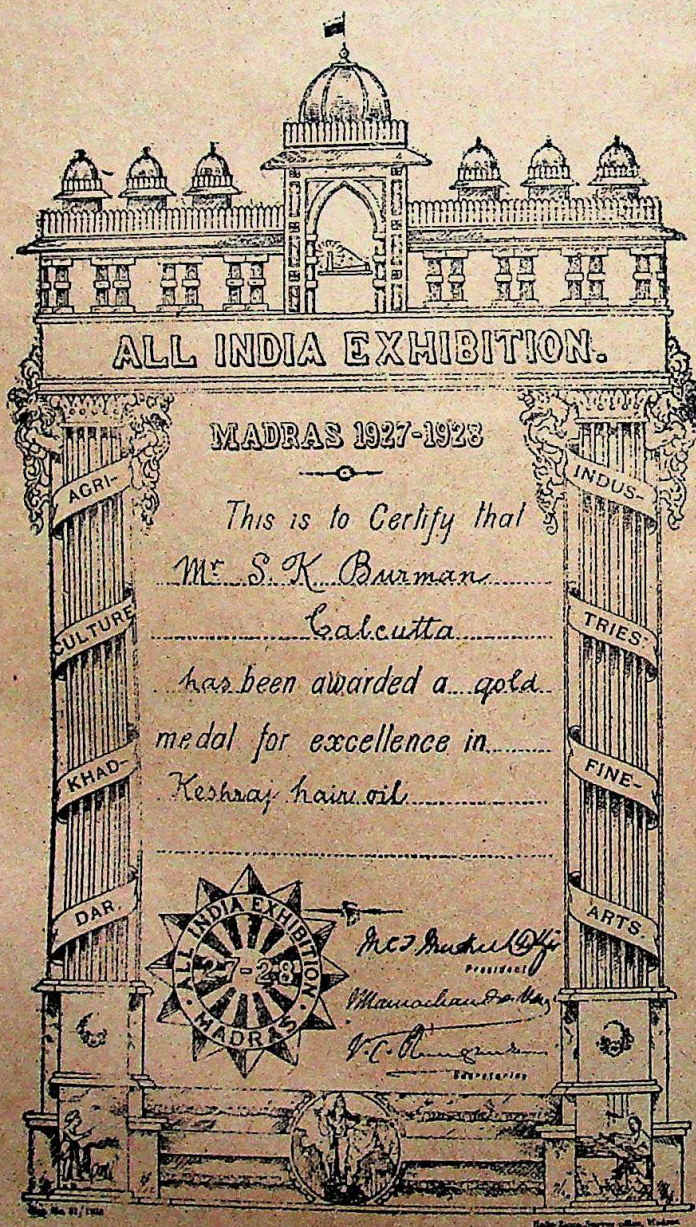 ALL INDIA EXHIBITION.
MADRAS 1927-1928
AGRI-
CULTURE
KHAD-
DAR.
INDUS-
TRIES
FINE-
ARTS.
This is to Certify that
Mr S. K Burman
Calcutta
has been awarded a gold
medal for excellence in
Keshraj hair oil
ALL INDIA EXHIBITION
27-28
MADRAS
President
Secretaries